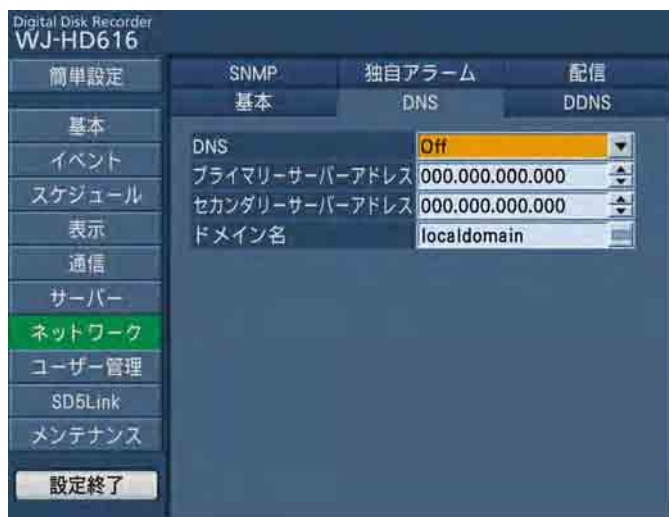 Digital Disk Recorder
WJ-HD616
簡単設定
基本
イベント
スケジュール
表示
通信
サーバー
ネットワーク
ユーザー管理
SD5Link
メンテナンス
設定終了
SNMP 独自アラーム 配信
基本 DNS DDNS
DNS Off
プライマリーサーバーアドレス 000.000.000.000
セカンダリーサーバーアドレス 000.000.000.000
ドメイン名 localdomain